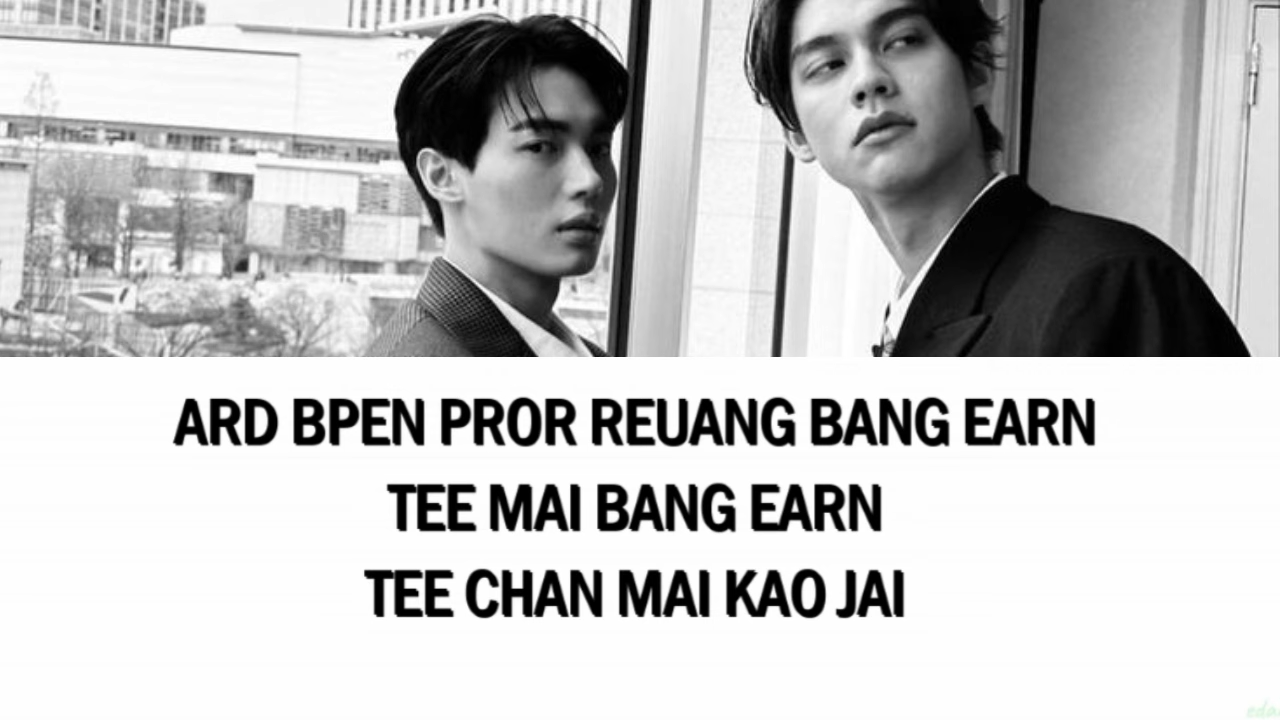 ARD BPEN PROR REUANG BANG EARN
TEE MAI BANG EARN
TEE CHAN MAI KAO JAI